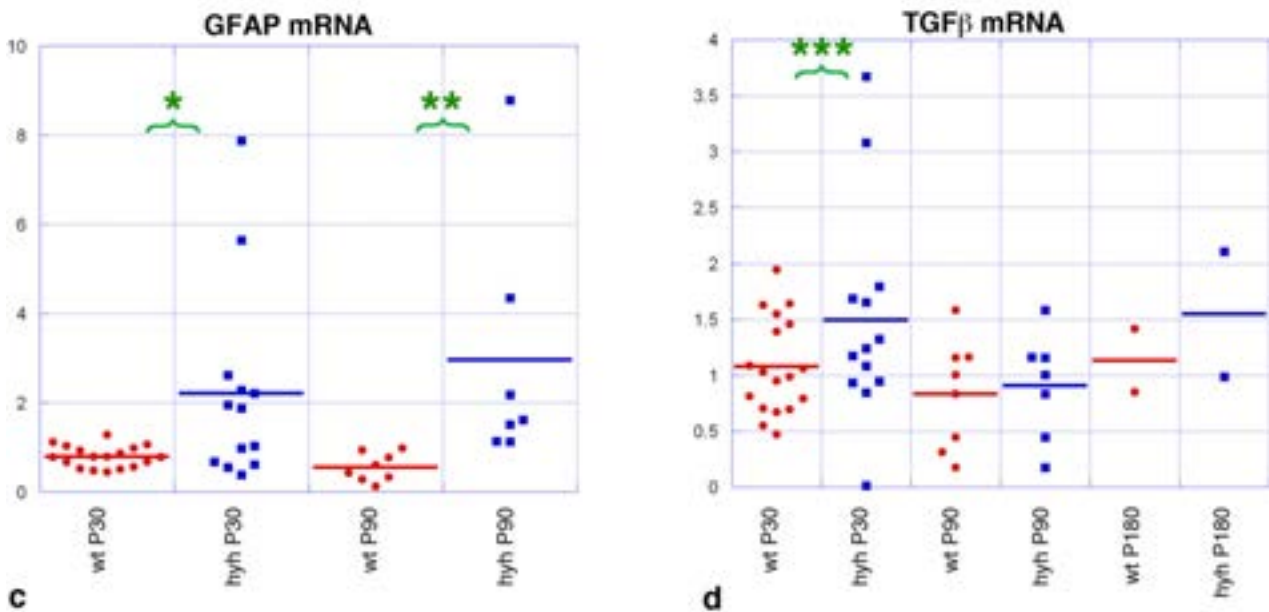 GFAP mRNA
10
8
6
4
2
0
*
**
wt P30
hyh P30
wt P90
hyh P90
c
TGFβ mRNA
4
3.5
3
2.5
2
1.5
1
0.5
0
***
wt P30
hyh P30
wt P90
hyh P90
wt P180
hyh P180
d